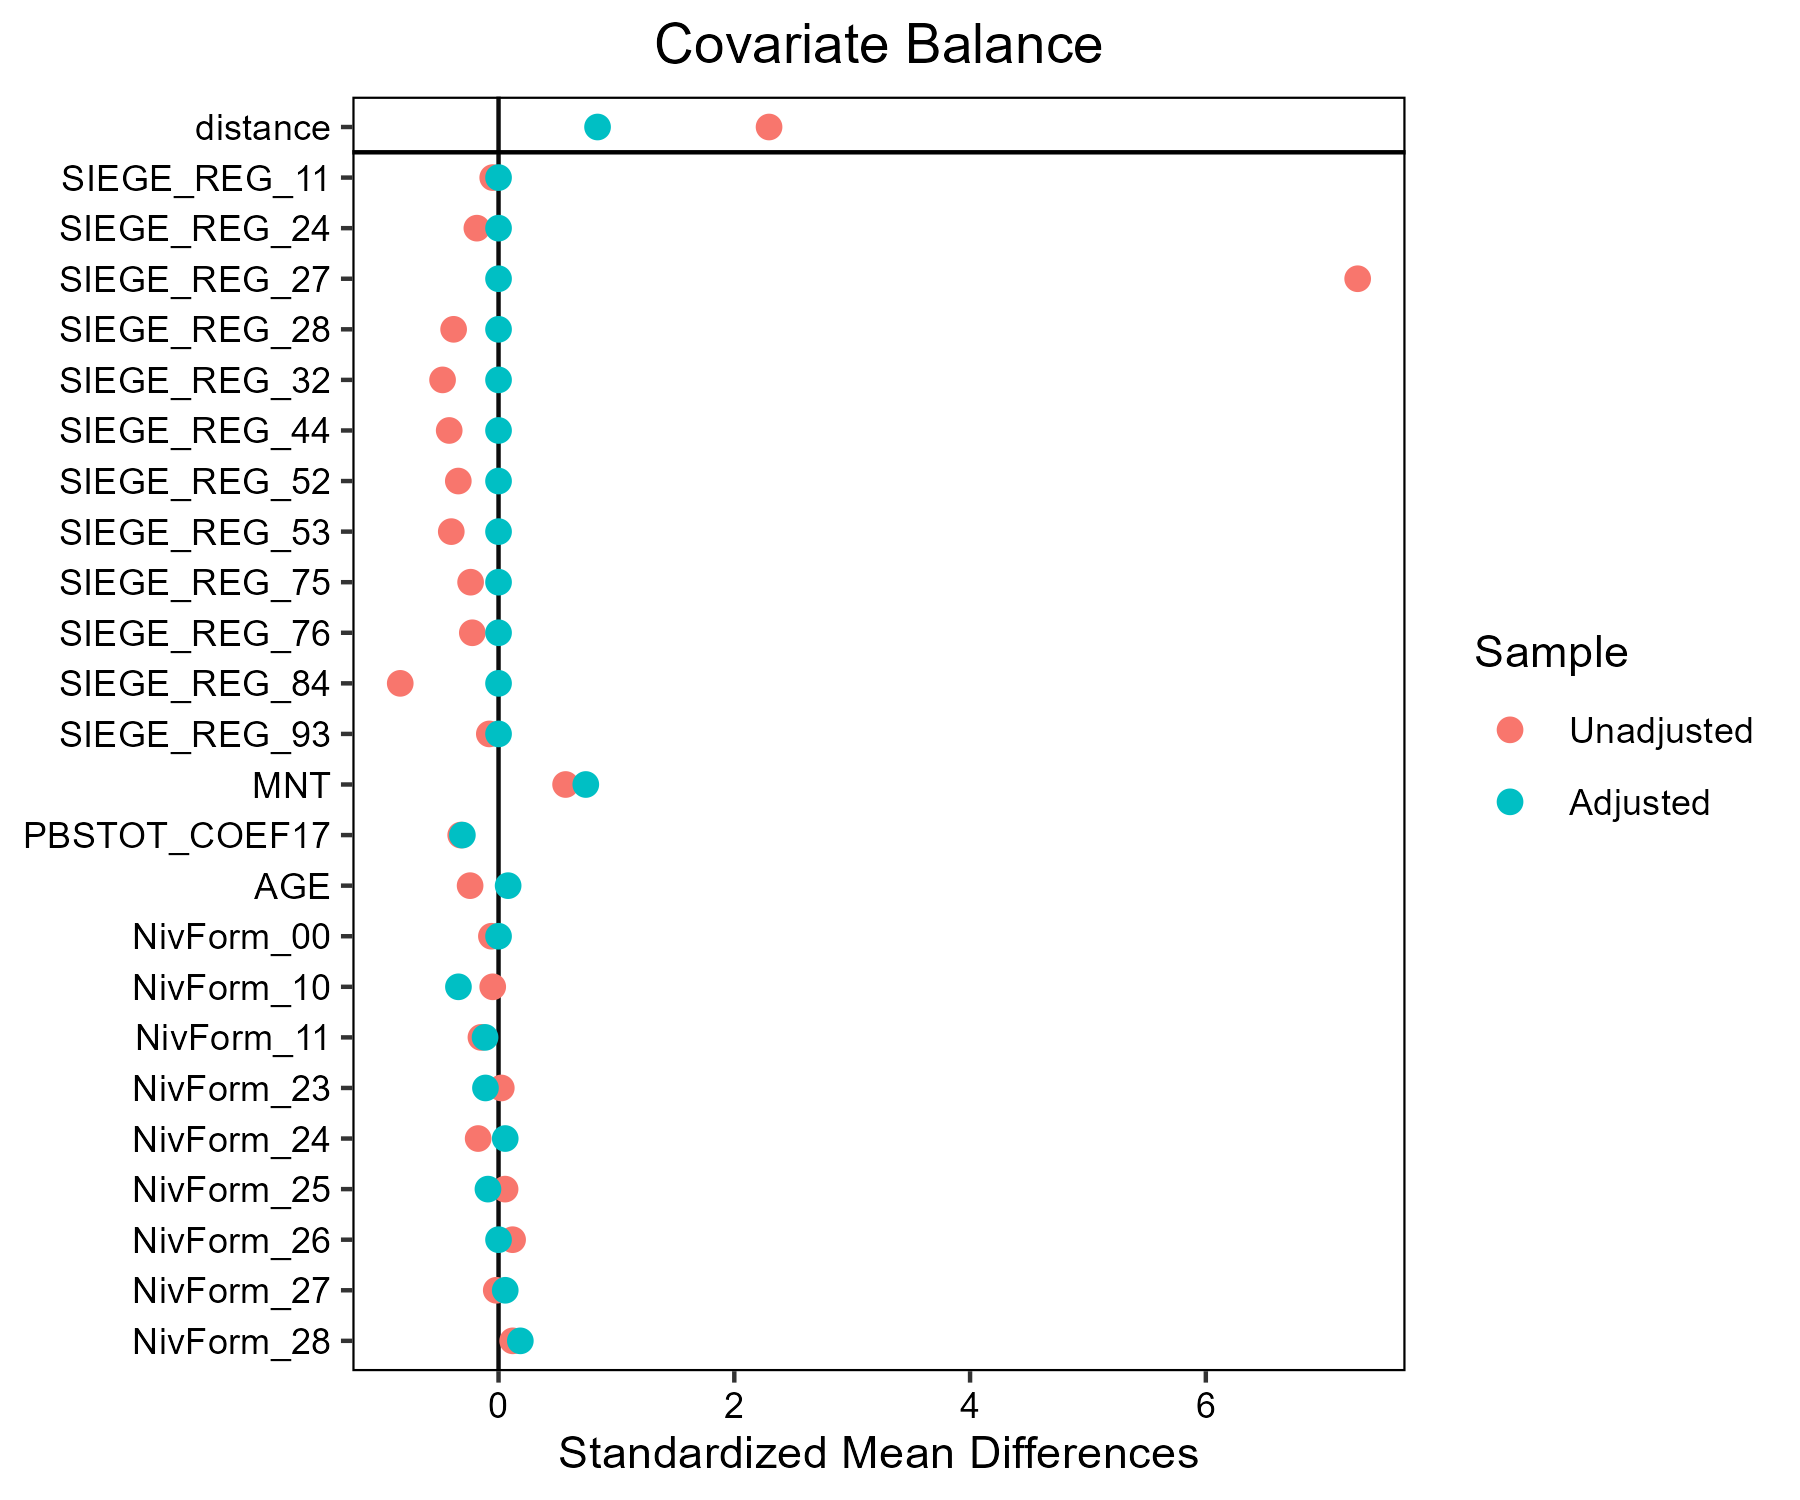 Covariate Balance
distance
SIEGE_REG_11
SIEGE_REG_24
SIEGE_REG_27
SIEGE_REG_28
SIEGE_REG_32
SIEGE_REG_44
SIEGE_REG_52
SIEGE_REG_53
SIEGE_REG_75
SIEGE_REG_76
SIEGE_REG_84
SIEGE_REG_93
MNT
PBSTOT_COEF17
AGE
NivForm_00
NivForm_10
NivForm_11
NivForm_23
NivForm_24
NivForm_25
NivForm_26
NivForm_27
NivForm_28
0 2 4 6
Standardized Mean Differences
Sample
Unadjusted
Adjusted